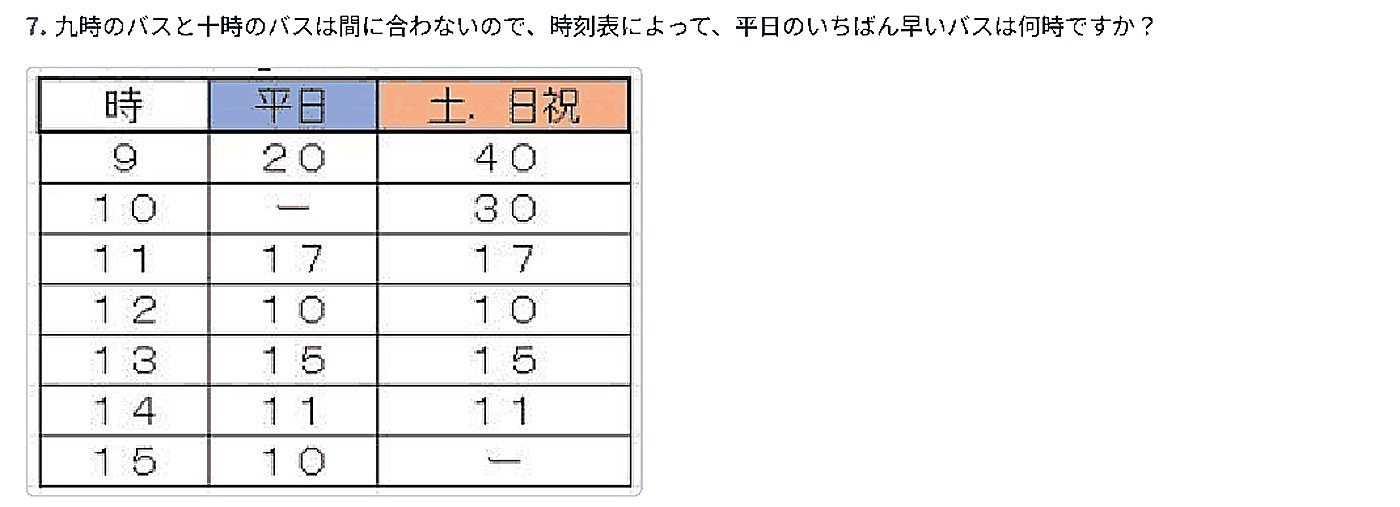 7. 九時のバスと十時のバスは間に合わないので、時刻表によって、平日のいちばん早いバスは何時ですか？
時 平日 土．日祝
9 20 40
10 ー 30
11 17 17
12 10 10
13 15 15
14 11 11
15 10 ー